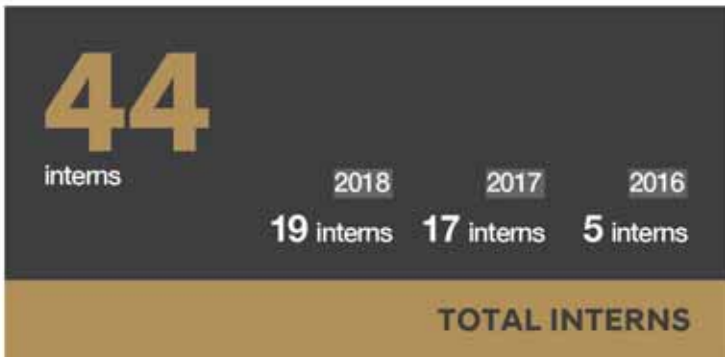 44
interns
2018 2017 2016
19 interns 17 interns 5 interns
TOTAL INTERNS